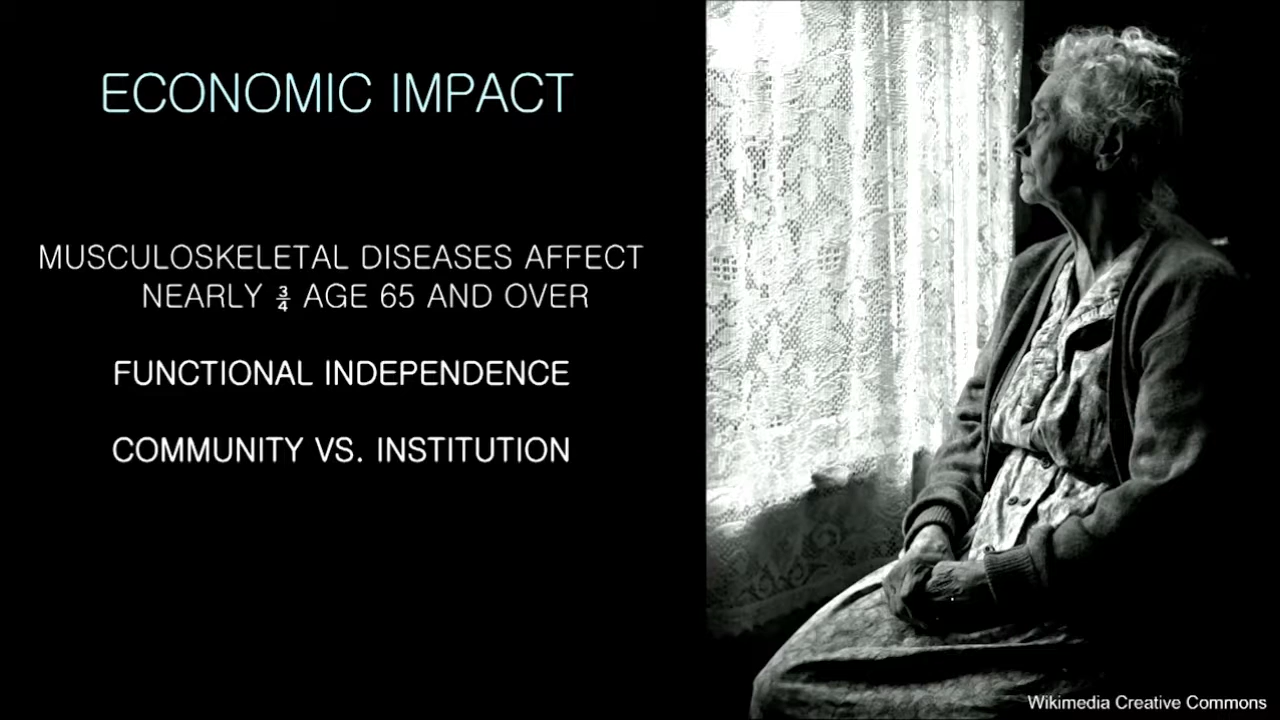 ECONOMIC IMPACT
MUSCULOSKELETAL DISEASES AFFECT
NEARLY ¾ AGE 65 AND OVER
FUNCTIONAL INDEPENDENCE
COMMUNITY VS. INSTITUTION
Wikimedia Creative Commons